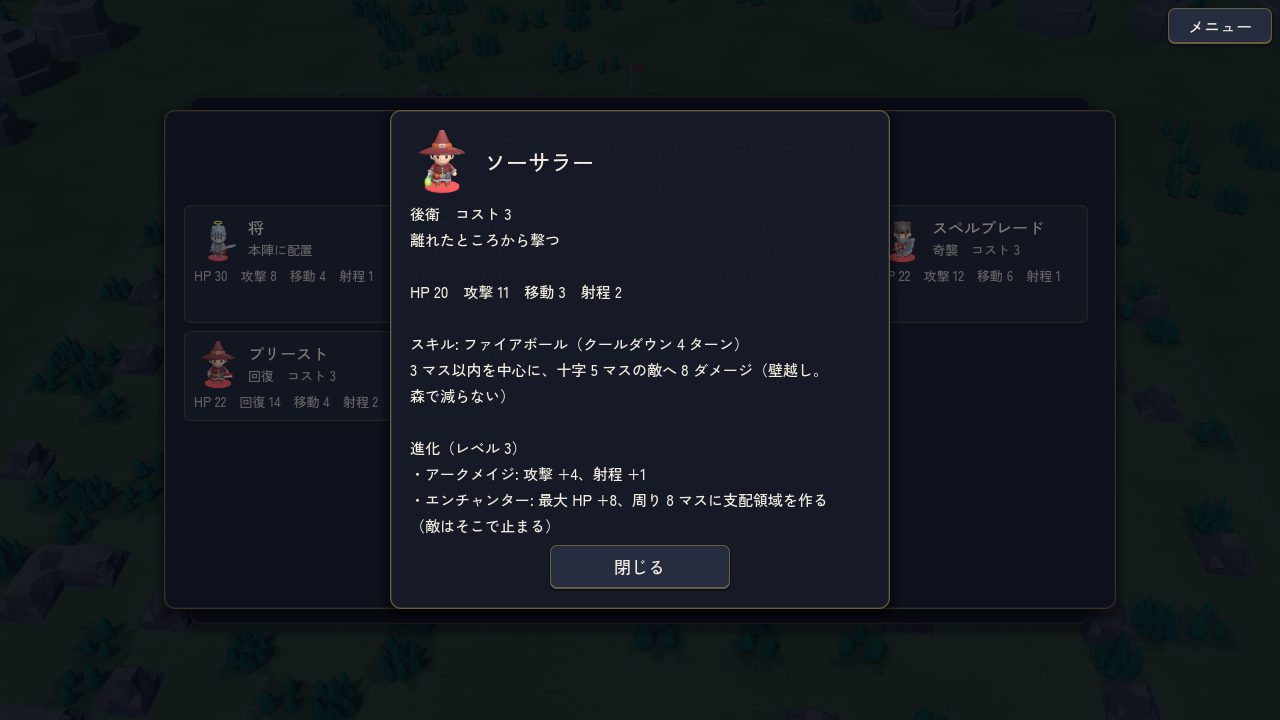 メニュー
ソーサラー
後衛　コスト 3
離れたところから撃つ
HP 20　攻撃 11　移動 3　射程 2
スキル: ファイアボール（クールダウン 4 ターン）
3 マス以内を中心に、十字 5 マスの敵へ 8 ダメージ（壁越し。
森で減らない）
進化（レベル 3）
・アークメイジ: 攻撃 +4、射程 +1
・エンチャンター: 最大 HP +8、周り 8 マスに支配領域を作る
（敵はそこで止まる）
閉じる
将
本陣に配置
HP 30　攻撃 8　移動 4　射程 1
スペルブレード
奇襲　コスト 3
22　攻撃 12　移動 6　射程 1
プリースト
回復　コスト 3
HP 22　回復 14　移動 4　射程 2